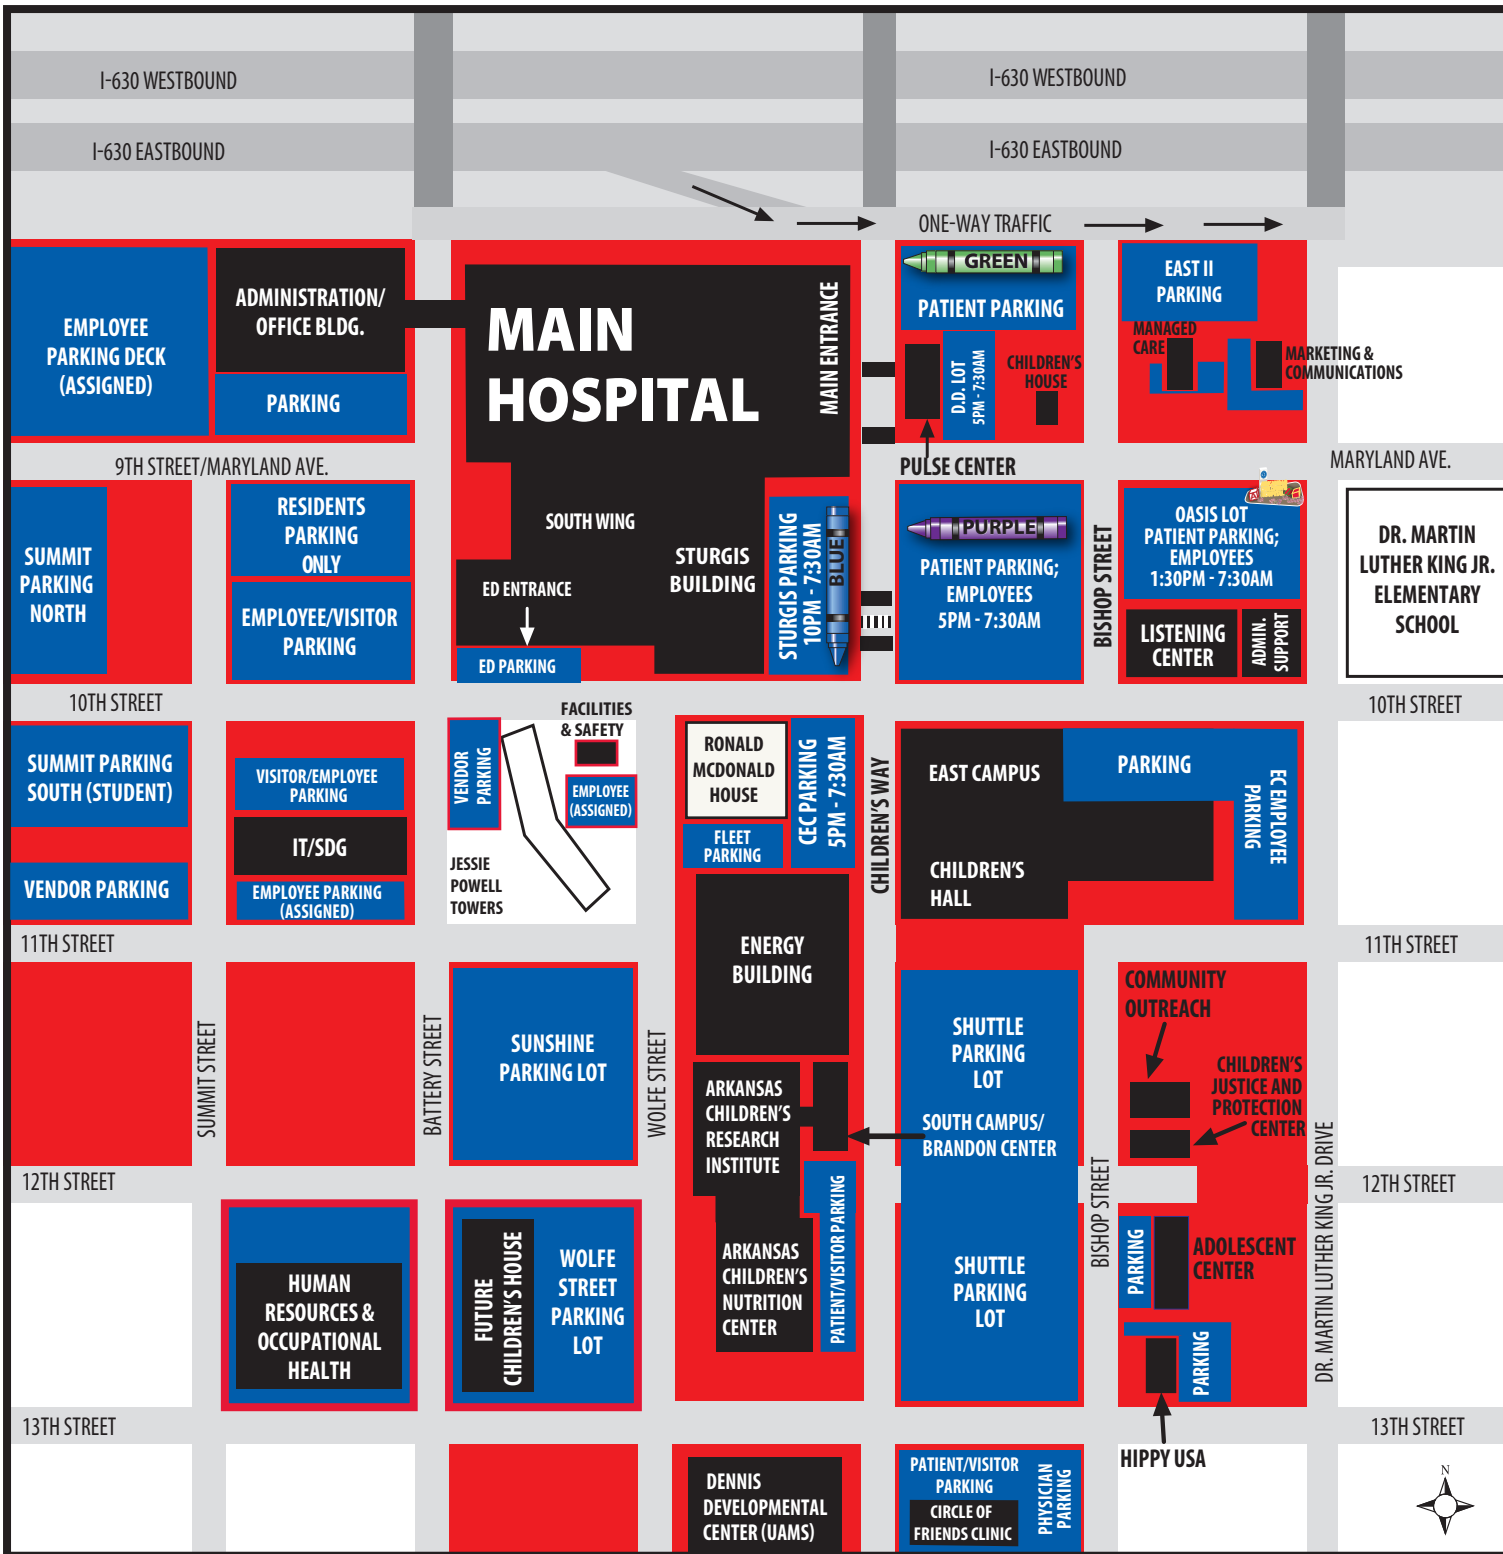 I-630 WESTBOUND
I-630 WESTBOUND
I-630 EASTBOUND
I-630 EASTBOUND
ONE-WAY TRAFFIC
EMPLOYEE
PARKING DECK
(ASSIGNED)
ADMINISTRATION/
OFFICE BLDG.
PARKING
MAIN
HOSPITAL
MAIN ENTRANCE
GREEN
PATIENT PARKING
D.D. LOT
5PM - 7:30AM
CHILDREN'S
HOUSE
EAST II
PARKING
MANAGED
CARE
MARKETING &
COMMUNICATIONS
9TH STREET/MARYLAND AVE.
PULSE CENTER
MARYLAND AVE.
SUMMIT
PARKING
NORTH
RESIDENTS
PARKING
ONLY
EMPLOYEE/VISITOR
PARKING
SOUTH WING
STURGIS
BUILDING
ED ENTRANCE
ED PARKING
STURGIS PARKING
10PM - 7:30AM
BLUE
PURPLE
PATIENT PARKING;
EMPLOYEES
5PM - 7:30AM
BISHOP STREET
OASIS LOT
PATIENT PARKING;
EMPLOYEES
1:30PM - 7:30AM
LISTENING
CENTER
ADMIN.
SUPPORT
DR. MARTIN
LUTHER KING JR.
ELEMENTARY
SCHOOL
10TH STREET
10TH STREET
SUMMIT PARKING
SOUTH (STUDENT)
VENDOR PARKING
VISITOR/EMPLOYEE
PARKING
IT/SDG
EMPLOYEE PARKING
(ASSIGNED)
VENDOR
PARKING
FACILITIES
& SAFETY
EMPLOYEE
(ASSIGNED)
JESSIE
POWELL
TOWERS
RONALD
MCDONALD
HOUSE
FLEET
PARKING
CEC PARKING
5PM - 7:30AM
CHILDREN'S WAY
EAST CAMPUS
CHILDREN'S
HALL
PARKING
EC EMPLOYEE
PARKING
11TH STREET
11TH STREET
SUMMIT STREET
BATTERY STREET
SUNSHINE
PARKING LOT
WOLFE STREET
ENERGY
BUILDING
ARKANSAS
CHILDREN'S
RESEARCH
INSTITUTE
SHUTTLE
PARKING
LOT
SOUTH CAMPUS/
BRANDON CENTER
COMMUNITY
OUTREACH
CHILDREN'S
JUSTICE AND
PROTECTION
CENTER
12TH STREET
12TH STREET
HUMAN
RESOURCES &
OCCUPATIONAL
HEALTH
FUTURE
CHILDREN'S HOUSE
WOLFE
STREET
PARKING
LOT
ARKANSAS
CHILDREN'S
NUTRITION
CENTER
PATIENT/VISITOR PARKING
SHUTTLE
PARKING
LOT
BISHOP STREET
PARKING
ADOLESCENT
CENTER
PARKING
DR. MARTIN LUTHER KING JR. DRIVE
13TH STREET
13TH STREET
HIPPY USA
DENNIS
DEVELOPMENTAL
CENTER (UAMS)
PATIENT/VISITOR
PARKING
CIRCLE OF
FRIENDS CLINIC
PHYSICIAN
PARKING
N